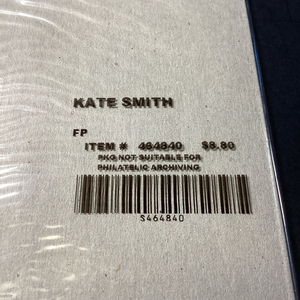 KATE SMITH
FP
ITEM # 464840 $8.80
PKG NOT SUITABLE FOR
PHILATELIC ARCHIVING
S464840